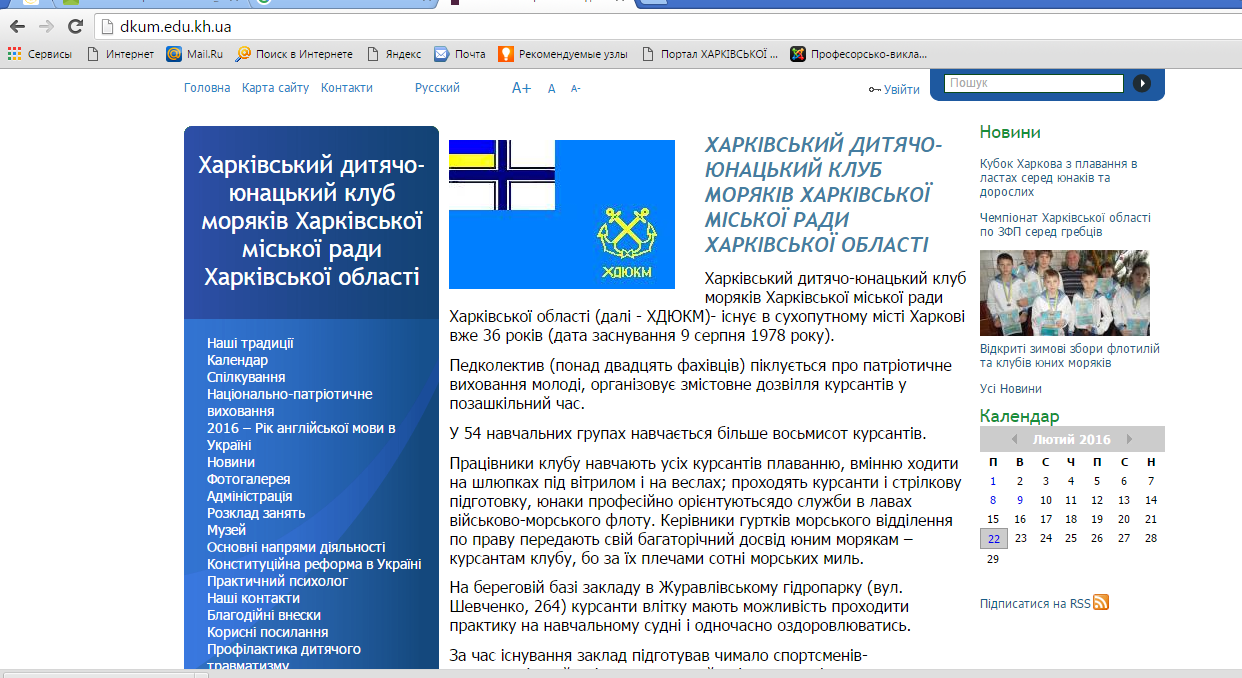 dkum.edu.kh.ua
Сервисы Интернет Mail.Ru Поиск в Интернете Яндекс Почта Рекомендуемые узлы Портал ХАРКІВСЬКОЇ ... Професорсько-викла...
Головна Карта сайту Контакти Русский A+ A A- Увійти Пошук
Харківський дитячо-
юнацький клуб
моряків Харківської
міської ради
Харківської області
Наші традиції
Календар
Спілкування
Національно-патріотичне
виховання
2016 – Рік англійської мови в
Україні
Новини
Фотогалерея
Адміністрація
Розклад занять
Музей
Основні напрями діяльності
Конституційна реформа в Україні
Практичний психолог
Наші контакти
Благодійні внески
Корисні посилання
Профілактика дитячого
травматизму
ХДЮКМ
ХАРКІВСЬКИЙ ДИТЯЧО-
ЮНАЦЬКИЙ КЛУБ
МОРЯКІВ ХАРКІВСЬКОЇ
МІСЬКОЇ РАДИ
ХАРКІВСЬКОЇ ОБЛАСТІ
Харківський дитячо-юнацький клуб
моряків Харківської міської ради
Харківської області (далі - ХДЮКМ)- існує в сухопутному місті Харкові
вже 36 років (дата заснування 9 серпня 1978 року).
Педколектив (понад двадцять фахівців) піклується про патріотичне
виховання молоді, організовує змістовне дозвілля курсантів у
позашкільний час.
У 54 навчальних групах навчається більше восьмисот курсантів.
Працівники клубу навчають усіх курсантів плаванню, вмінню ходити
на шлюпках під вітрилом і на веслах; проходять курсанти і стрілкову
підготовку, юнаки професійно орієнтуютьсядо служби в лавах
військово-морського флоту. Керівники гуртків морського відділення
по праву передають свій багаторічний досвід юним морякам –
курсантам клубу, бо за їх плечами сотні морських миль.
На береговій базі закладу в Журавлівському гідропарку (вул.
Шевченко, 264) курсанти влітку мають можливість проходити
практику на навчальному судні і одночасно оздоровлюватись.
За час існування заклад підготував чимало спортсменів-
Новини
Кубок Харкова з плавання в
ластах серед юнаків та
дорослих
Чемпіонат Харківської області
по ЗФП серед гребців
Відкриті зимові збори флотилій
та клубів юних моряків
Усі Новини
Календар
Лютий 2016
П В С Ч П С Н
1 2 3 4 5 6 7
8 9 10 11 12 13 14
15 16 17 18 19 20 21
22 23 24 25 26 27 28
29
Підписатися на RSS